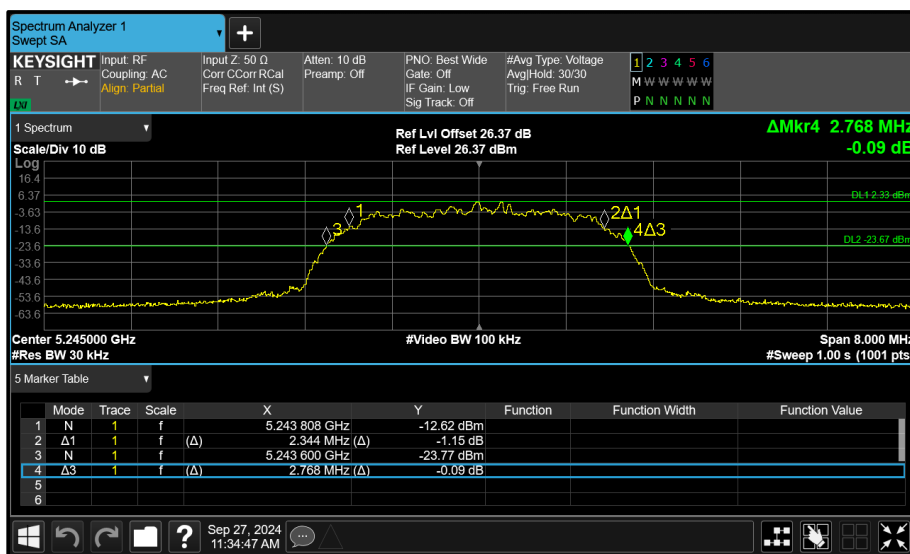 Spectrum Analyzer 1
Swept SA
+
KEYSIGHT
R T
LXI
Input: RF
Coupling: AC
Align: Partial
Input Z: 50 Ω
Corr CCorr RCal
Freq Ref: Int (S)
Atten: 10 dB
Preamp: Off
PNO: Best Wide
Gate: Off
IF Gain: Low
Sig Track: Off
#Avg Type: Voltage
Avg|Hold: 30/30
Trig: Free Run
1 2 3 4 5 6
M W W W W W
P N N N N N
1 Spectrum
Scale/Div 10 dB
Ref Lvl Offset 26.37 dB
Ref Level 26.37 dBm
ΔMkr4 2.768 MHz
-0.09 dB
Log
16.4
6.37
-3.63
-13.6
-23.6
-33.6
-43.6
-53.6
-63.6
DL1 2.33 dBm
1
2Δ1
3
4Δ3
DL2 -23.67 dBm
Center 5.245000 GHz
#Video BW 100 kHz
Span 8.000 MHz
#Res BW 30 kHz
#Sweep 1.00 s (1001 pts
5 Marker Table
Mode Trace Scale X Y Function Function Width Function Value
1 N 1 f 5.243 808 GHz -12.62 dBm
2 Δ1 1 f (Δ) 2.344 MHz (Δ) -1.15 dB
3 N 1 f 5.243 600 GHz -23.77 dBm
4 Δ3 1 f (Δ) 2.768 MHz (Δ) -0.09 dB
5
6
?
Sep 27, 2024
11:34:47 AM